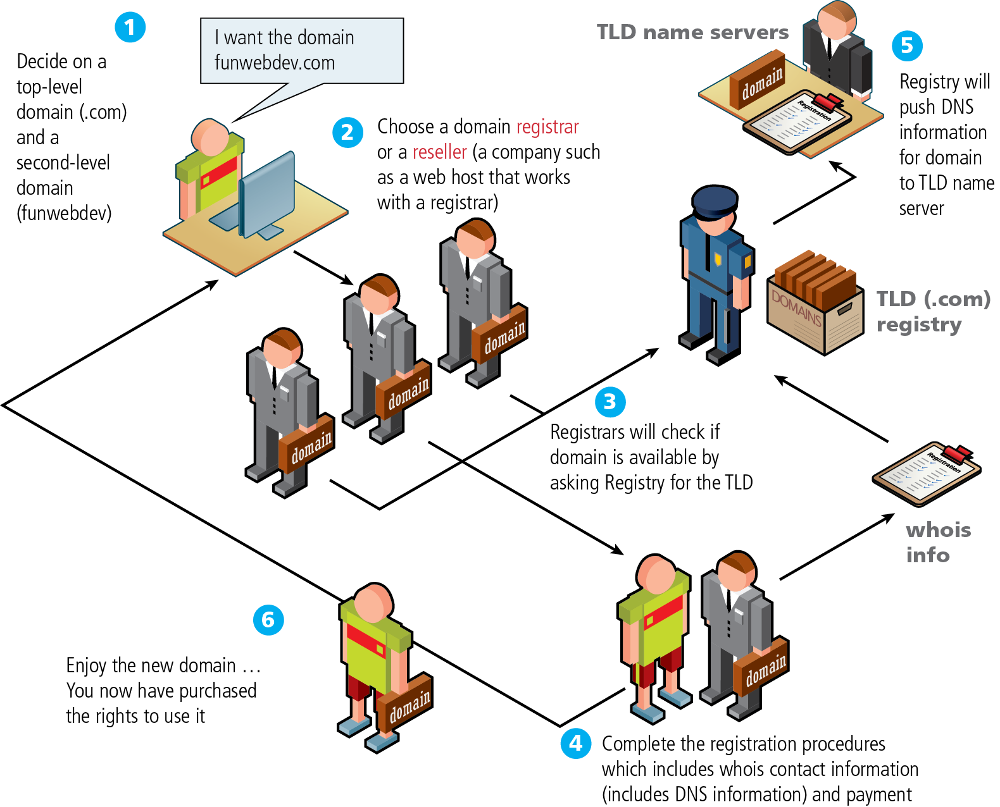 1
Decide on a
top-level
domain (.com)
and a
second-level
domain
(funwebdev)
I want the domain
funwebdev.com
2
Choose a domain registrar
or a reseller (a company such
as a web host that works
with a registrar)
domain
domain
domain
3
Registrars will check if
domain is available by
asking Registry for the TLD
DOMAINS
TLD (.com)
registry
4
Complete the registration procedures
which includes whois contact information
(includes DNS information) and payment
domain
Registration
whois
info
TLD name servers
domain
Registration
5
Registry will
push DNS
information
for domain
to TLD name
server
6
Enjoy the new domain …
You now have purchased
the rights to use it
domain